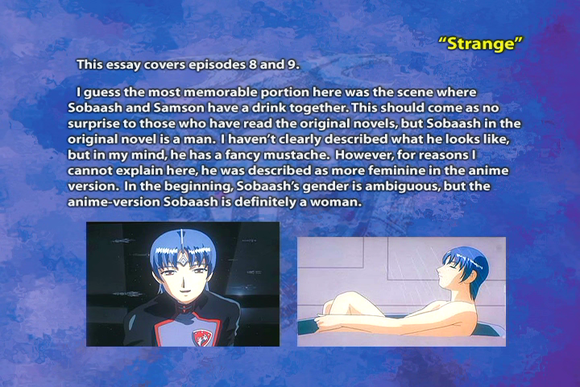 “Strange”
This essay covers episodes 8 and 9.
I guess the most memorable portion here was the scene where
Sobaash and Samson have a drink together. This should come as no
surprise to those who have read the original novels, but Sobaash in the
original novel is a man. I haven’t clearly described what he looks like,
but in my mind, he has a fancy mustache. However, for reasons I
cannot explain here, he was described as more feminine in the anime
version. In the beginning, Sobaash’s gender is ambiguous, but the
anime-version Sobaash is definitely a woman.